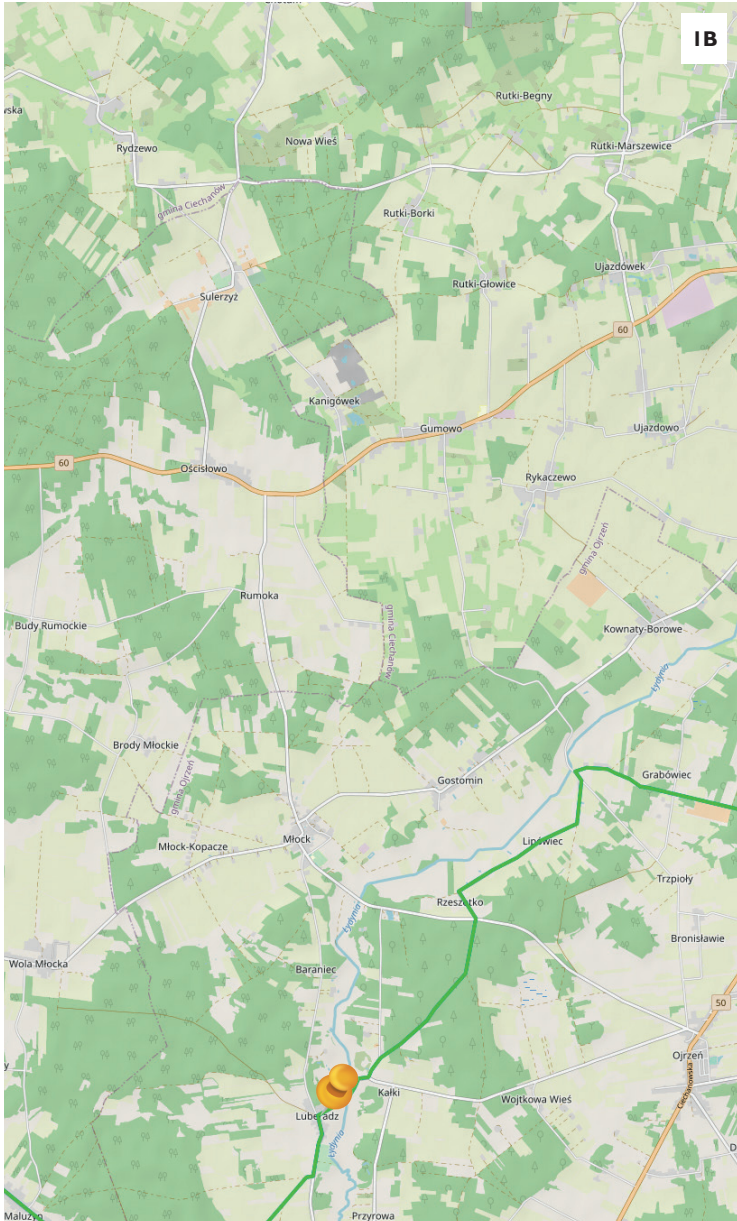 IB
Rutki-Begny
wska
Nowa Wieś
Rutki-Marszewice
Rydzewo
gmina Ciechanów
Rutki-Borki
Ujazdówek
Rutki-Głowice
Sulerzyż
60
Kanigówek
Gumowo
Ujazdowo
60
Ościsłowo
Rykaczewo
gmina Ojrzeń
Rumoka
gmina Ciechanów
Budy Rumockie
Kownaty-Borowe
Łydynia
Brody Młockie
gmina Ojrzeń
Gostomin
Grabówiec
Młock-Kopacze
Młock
Lipówiec
Trzpioły
Rzeszotko
Łydynia
Bronisławie
Wola Młocka
Baraniec
50
Ojrzeń
y
Kałki
Ciechanowska
Wojtkowa Wieś
Luberadz
Łydynia
D
Malużyn
Przyrowa